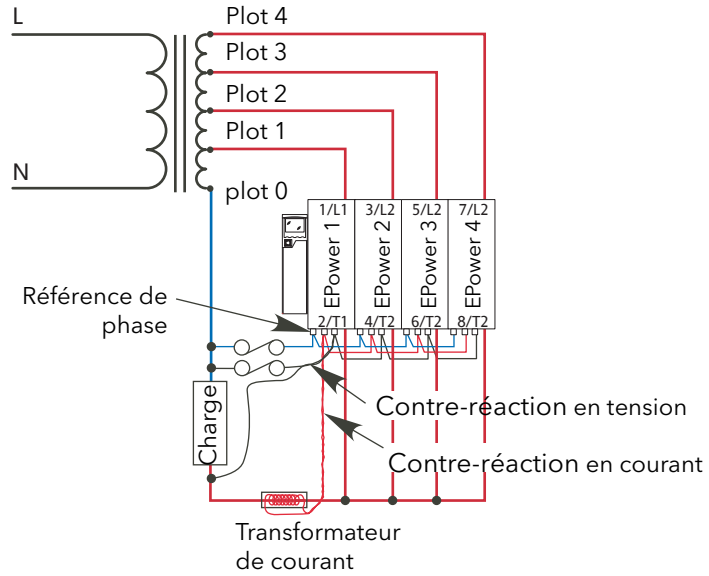 L
Plot 4
Plot 3
Plot 2
Plot 1
N
plot 0
1/L1
3/L2
5/L2
7/L2
EPower 1
EPower 2
EPower 3
EPower 4
2/T1
4/T2
6/T2
8/T2
Référence de
phase
Charge
Contre-réaction en tension
Contre-réaction en courant
Transformateur
de courant